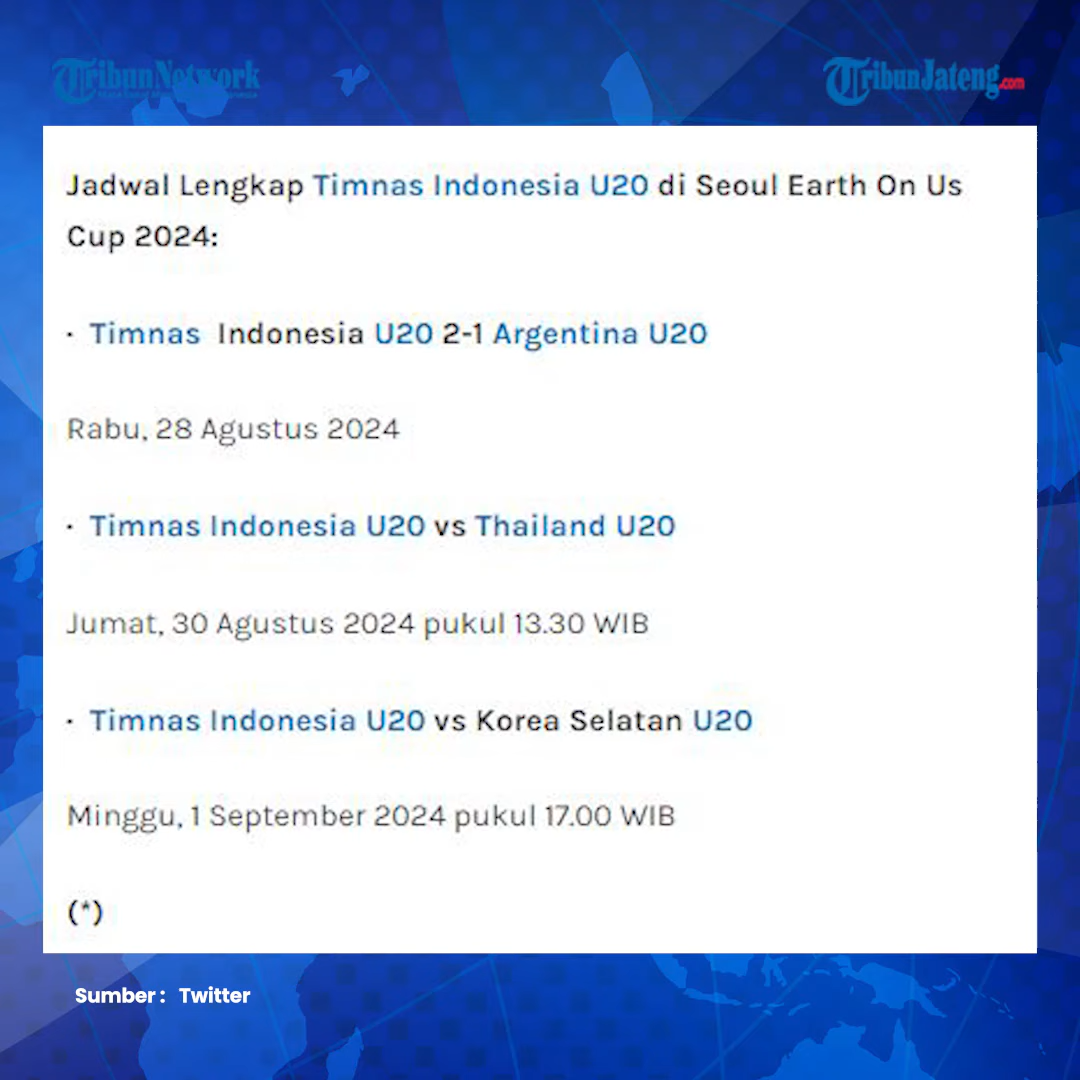 TribunNetwork
TribunJateng.com
Jadwal Lengkap Timnas Indonesia U20 di Seoul Earth On Us
Cup 2024:
· Timnas Indonesia U20 2-1 Argentina U20
Rabu, 28 Agustus 2024
· Timnas Indonesia U20 vs Thailand U20
Jumat, 30 Agustus 2024 pukul 13.30 WIB
· Timnas Indonesia U20 vs Korea Selatan U20
Minggu, 1 September 2024 pukul 17.00 WIB
(*)
Sumber : Twitter